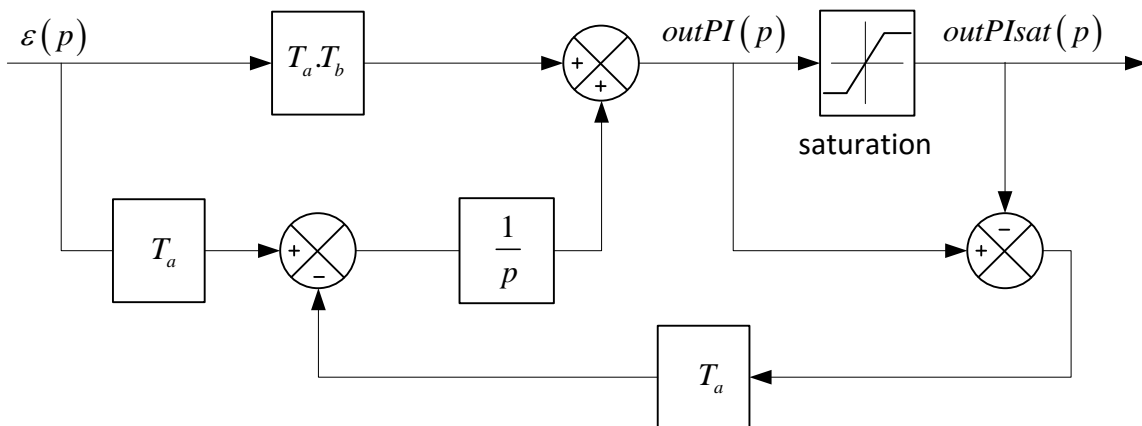 ε(p)
T_a.T_b
+
+
outPI(p)
outPIsat(p)
saturation
T_a
+
−
1/p
−
+
T_a